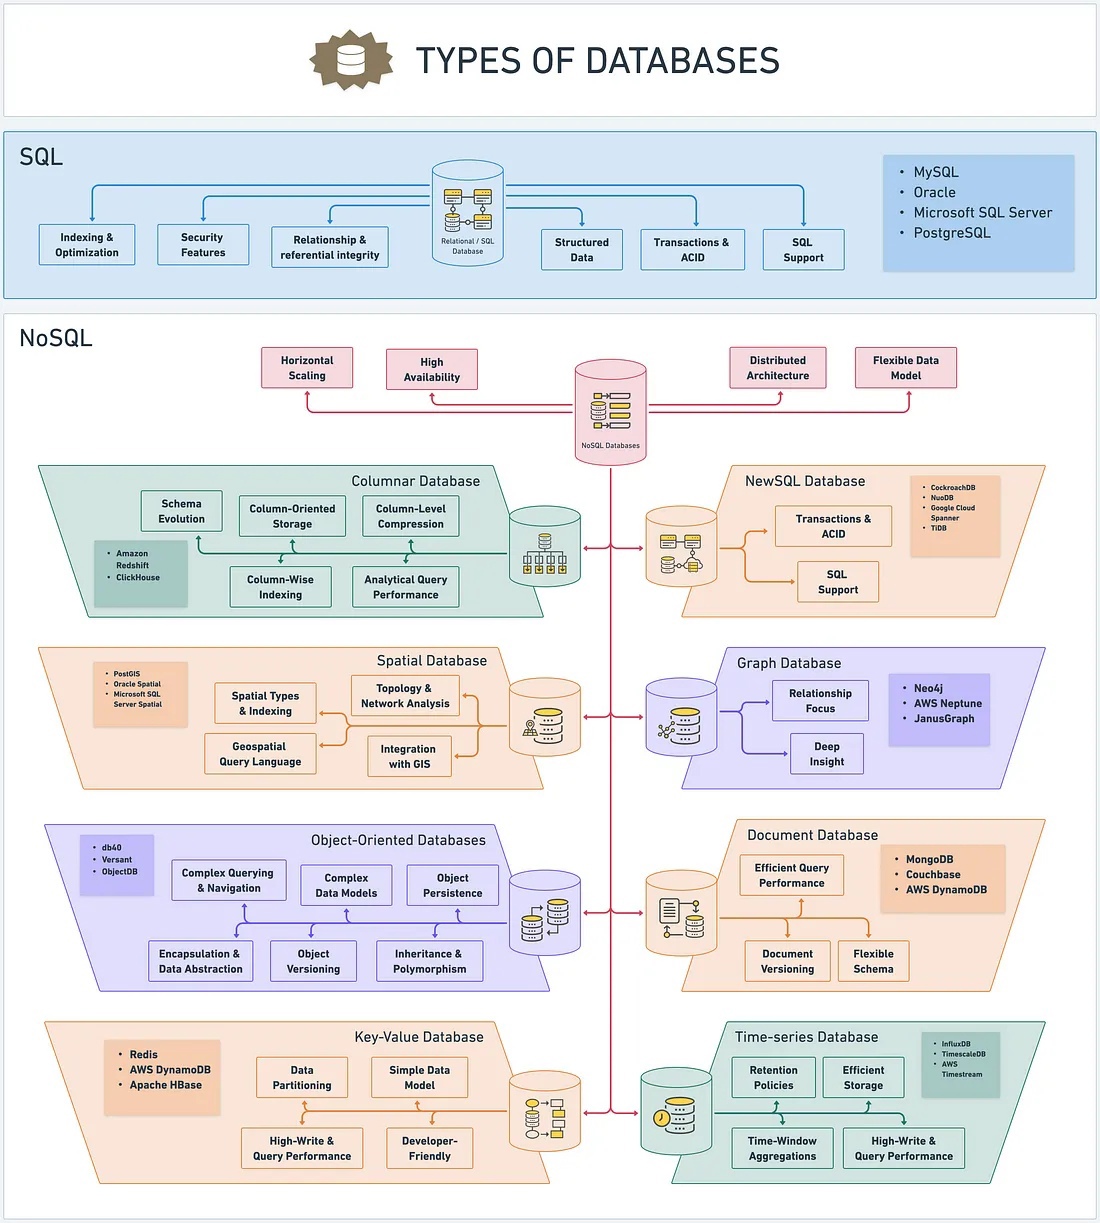 TYPES OF DATABASES
SQL
Relational / SQL
Database
Indexing &
Optimization
Security
Features
Relationship &
referential integrity
Structured
Data
Transactions &
ACID
SQL
Support
• MySQL
• Oracle
• Microsoft SQL Server
• PostgreSQL
NoSQL
Horizontal
Scaling
High
Availability
NoSQL Databases
Distributed
Architecture
Flexible Data
Model
Columnar Database
Schema
Evolution
Column-Oriented
Storage
Column-Level
Compression
• Amazon
Redshift
• ClickHouse
Column-Wise
Indexing
Analytical Query
Performance
NewSQL Database
Transactions &
ACID
SQL
Support
• CockroachDB
• NuoDB
• Google Cloud
Spanner
• TiDB
Spatial Database
• PostGIS
• Oracle Spatial
• Microsoft SQL
Server Spatial
Spatial Types
& Indexing
Topology &
Network Analysis
Geospatial
Query Language
Integration
with GIS
Graph Database
Relationship
Focus
Deep
Insight
• Neo4j
• AWS Neptune
• JanusGraph
Object-Oriented Databases
• db40
• Versant
• ObjectDB
Complex Querying
& Navigation
Complex
Data Models
Object
Persistence
Encapsulation &
Data Abstraction
Object
Versioning
Inheritance &
Polymorphism
Document Database
Efficient Query
Performance
• MongoDB
• Couchbase
• AWS DynamoDB
Document
Versioning
Flexible
Schema
Key-Value Database
• Redis
• AWS DynamoDB
• Apache HBase
Data
Partitioning
Simple Data
Model
High-Write &
Query Performance
Developer-
Friendly
Time-series Database
Retention
Policies
Efficient
Storage
• InfluxDB
• TimescaleDB
• AWS
Timestream
Time-Window
Aggregations
High-Write &
Query Performance